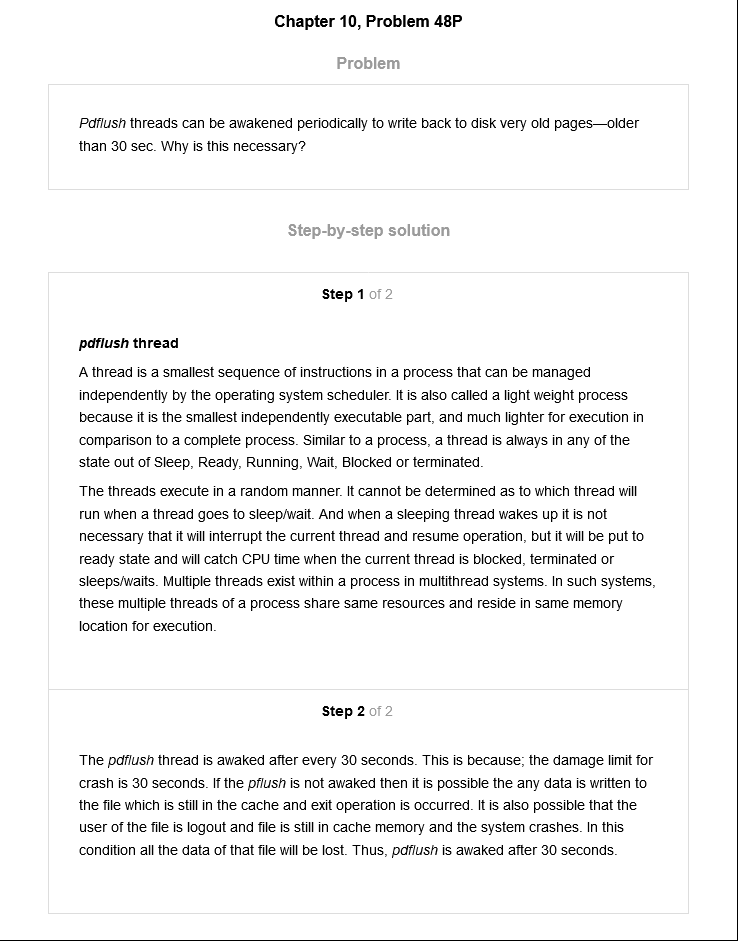 Chapter 10, Problem 48P
Problem
Pdflush threads can be awakened periodically to write back to disk very old pages—older
than 30 sec. Why is this necessary?
Step-by-step solution
Step 1 of 2
pdflush thread
A thread is a smallest sequence of instructions in a process that can be managed
independently by the operating system scheduler. It is also called a light weight process
because it is the smallest independently executable part, and much lighter for execution in
comparison to a complete process. Similar to a process, a thread is always in any of the
state out of Sleep, Ready, Running, Wait, Blocked or terminated.
The threads execute in a random manner. It cannot be determined as to which thread will
run when a thread goes to sleep/wait. And when a sleeping thread wakes up it is not
necessary that it will interrupt the current thread and resume operation, but it will be put to
ready state and will catch CPU time when the current thread is blocked, terminated or
sleeps/waits. Multiple threads exist within a process in multithread systems. In such systems,
these multiple threads of a process share same resources and reside in same memory
location for execution.
Step 2 of 2
The pdflush thread is awaked after every 30 seconds. This is because; the damage limit for
crash is 30 seconds. If the pflush is not awaked then it is possible the any data is written to
the file which is still in the cache and exit operation is occurred. It is also possible that the
user of the file is logout and file is still in cache memory and the system crashes. In this
condition all the data of that file will be lost. Thus, pdflush is awaked after 30 seconds.